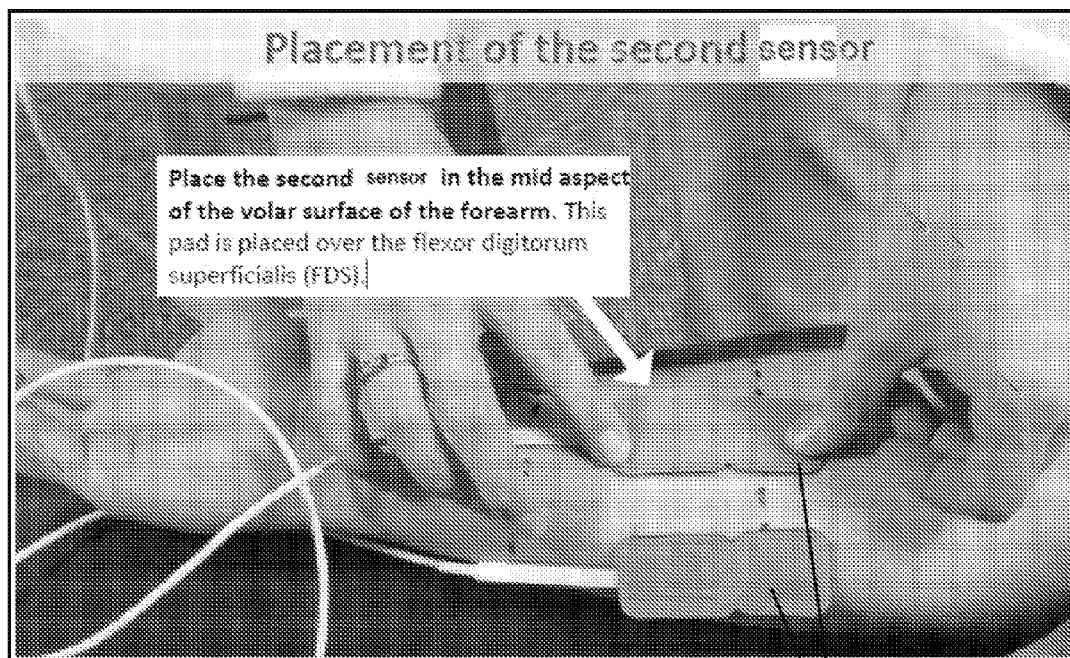 Placement of the second sensor
Place the second sensor in the mid aspect
of the volar surface of the forearm. This
pad is placed over the flexor digitorum
superficialis (FDS).